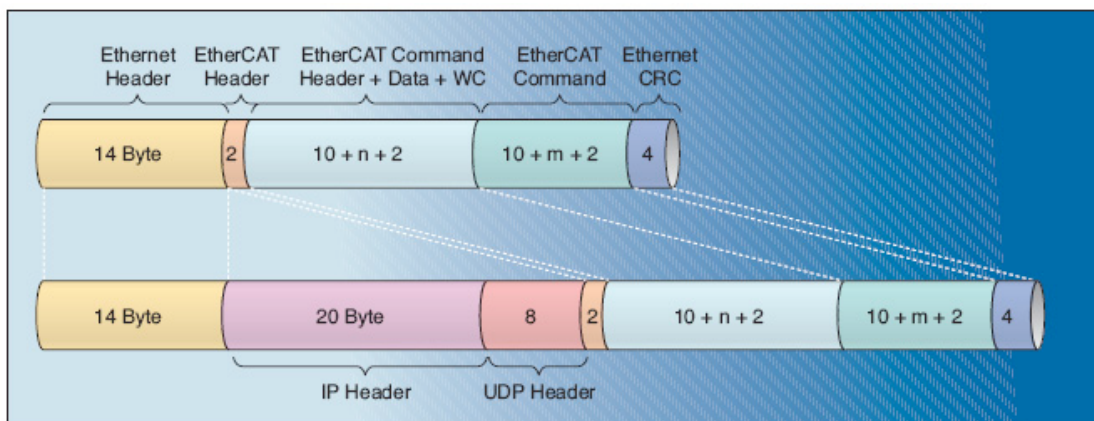 Ethernet Header
EtherCAT Header
EtherCAT Command Header + Data + WC
EtherCAT Command
Ethernet CRC
14 Byte
2
10 + n + 2
10 + m + 2
4
14 Byte
20 Byte
8
2
10 + n + 2
10 + m + 2
4
IP Header
UDP Header